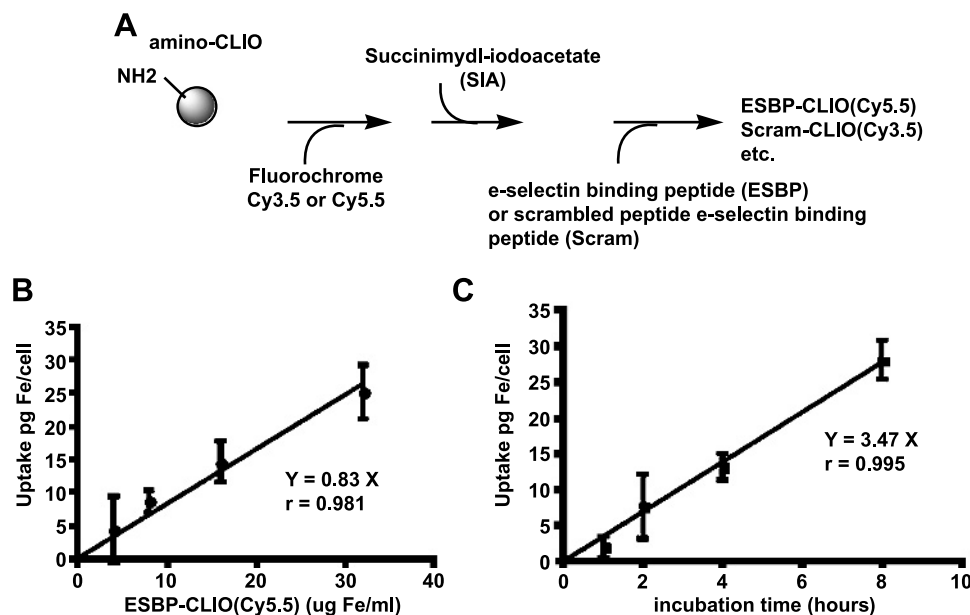 A
amino-CLIO
NH2
Succinimydl-iodoacetate
(SIA)
Fluorochrome
Cy3.5 or Cy5.5
ESBP-CLIO(Cy5.5)
Scram-CLIO(Cy3.5)
etc.
e-selectin binding peptide (ESBP)
or scrambled peptide e-selectin binding
peptide (Scram)
B
Uptake pg Fe/cell
35
30
25
20
15
10
5
0
Y = 0.83 X
r = 0.981
0 10 20 30 40
ESBP-CLIO(Cy5.5) (ug Fe/ml)
C
Uptake pg Fe/cell
35
30
25
20
15
10
5
0
Y = 3.47 X
r = 0.995
0 2 4 6 8 10
incubation time (hours)